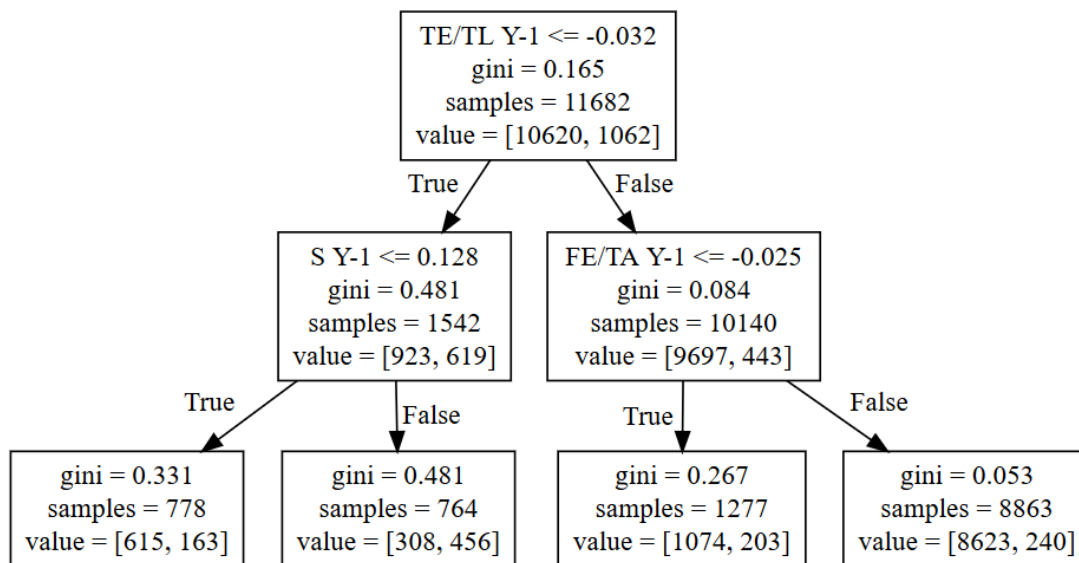 TE/TL Y-1 <= -0.032
gini = 0.165
samples = 11682
value = [10620, 1062]
True
False
S Y-1 <= 0.128
gini = 0.481
samples = 1542
value = [923, 619]
FE/TA Y-1 <= -0.025
gini = 0.084
samples = 10140
value = [9697, 443]
True
False
True
False
gini = 0.331
samples = 778
value = [615, 163]
gini = 0.481
samples = 764
value = [308, 456]
gini = 0.267
samples = 1277
value = [1074, 203]
gini = 0.053
samples = 8863
value = [8623, 240]